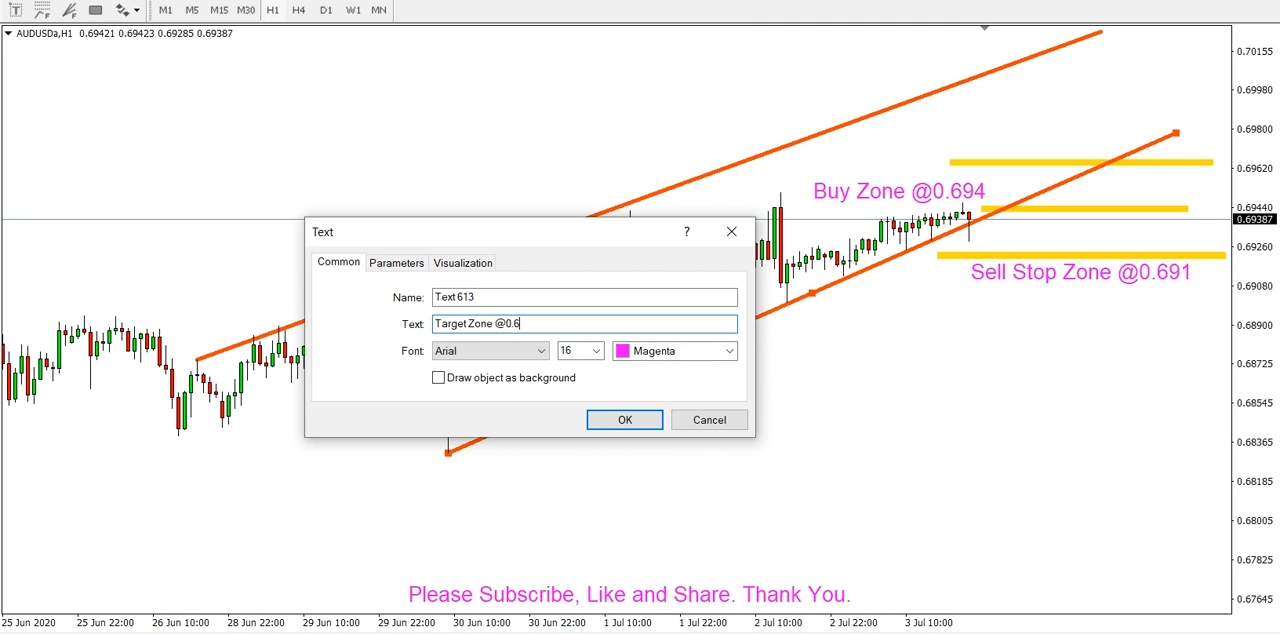 T F F M1 M5 M15 M30 H1 H4 D1 W1 MN
AUDUSDa,H1 0.69421 0.69423 0.69285 0.69387
0.70155
0.69980
0.69800
0.69620
0.69440
0.69387
0.69260
0.69080
0.68900
0.68725
0.68545
0.68365
0.68185
0.68005
0.67825
0.67645
Buy Zone @0.694
Sell Stop Zone @0.691
Text ?
Common Parameters Visualization
Name: Text 613
Text: Target Zone @0.6
Font: Arial 16 Magenta
Draw object as background
OK Cancel
Please Subscribe, Like and Share. Thank You.
25 Jun 2020 25 Jun 22:00 26 Jun 10:00 28 Jun 22:00 29 Jun 10:00 29 Jun 22:00 30 Jun 10:00 30 Jun 22:00 1 Jul 10:00 1 Jul 22:00 2 Jul 10:00 2 Jul 22:00 3 Jul 10:00